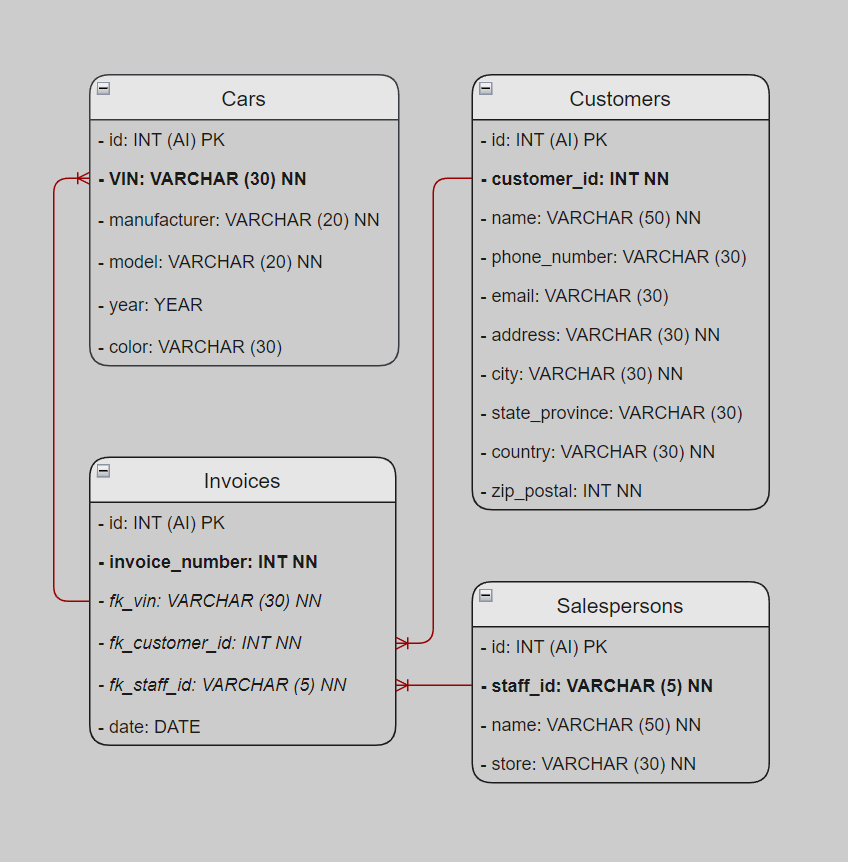 Cars
- id: INT (AI) PK
- VIN: VARCHAR (30) NN
- manufacturer: VARCHAR (20) NN
- model: VARCHAR (20) NN
- year: YEAR
- color: VARCHAR (30)
Customers
- id: INT (AI) PK
- customer_id: INT NN
- name: VARCHAR (50) NN
- phone_number: VARCHAR (30)
- email: VARCHAR (30)
- address: VARCHAR (30) NN
- city: VARCHAR (30) NN
- state_province: VARCHAR (30)
- country: VARCHAR (30) NN
- zip_postal: INT NN
Invoices
- id: INT (AI) PK
- invoice_number: INT NN
- fk_vin: VARCHAR (30) NN
- fk_customer_id: INT NN
- fk_staff_id: VARCHAR (5) NN
- date: DATE
Salespersons
- id: INT (AI) PK
- staff_id: VARCHAR (5) NN
- name: VARCHAR (50) NN
- store: VARCHAR (30) NN